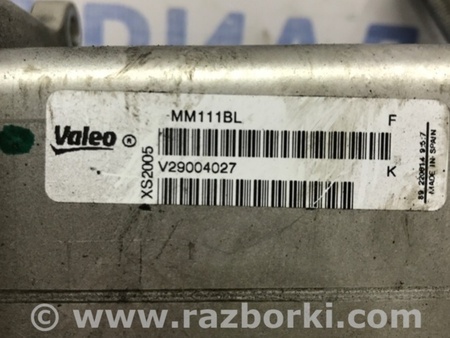 -MM111BL F
Valeo ®
XS2005
V29004027 K
MADE IN SPAIN
© www.razborki.com